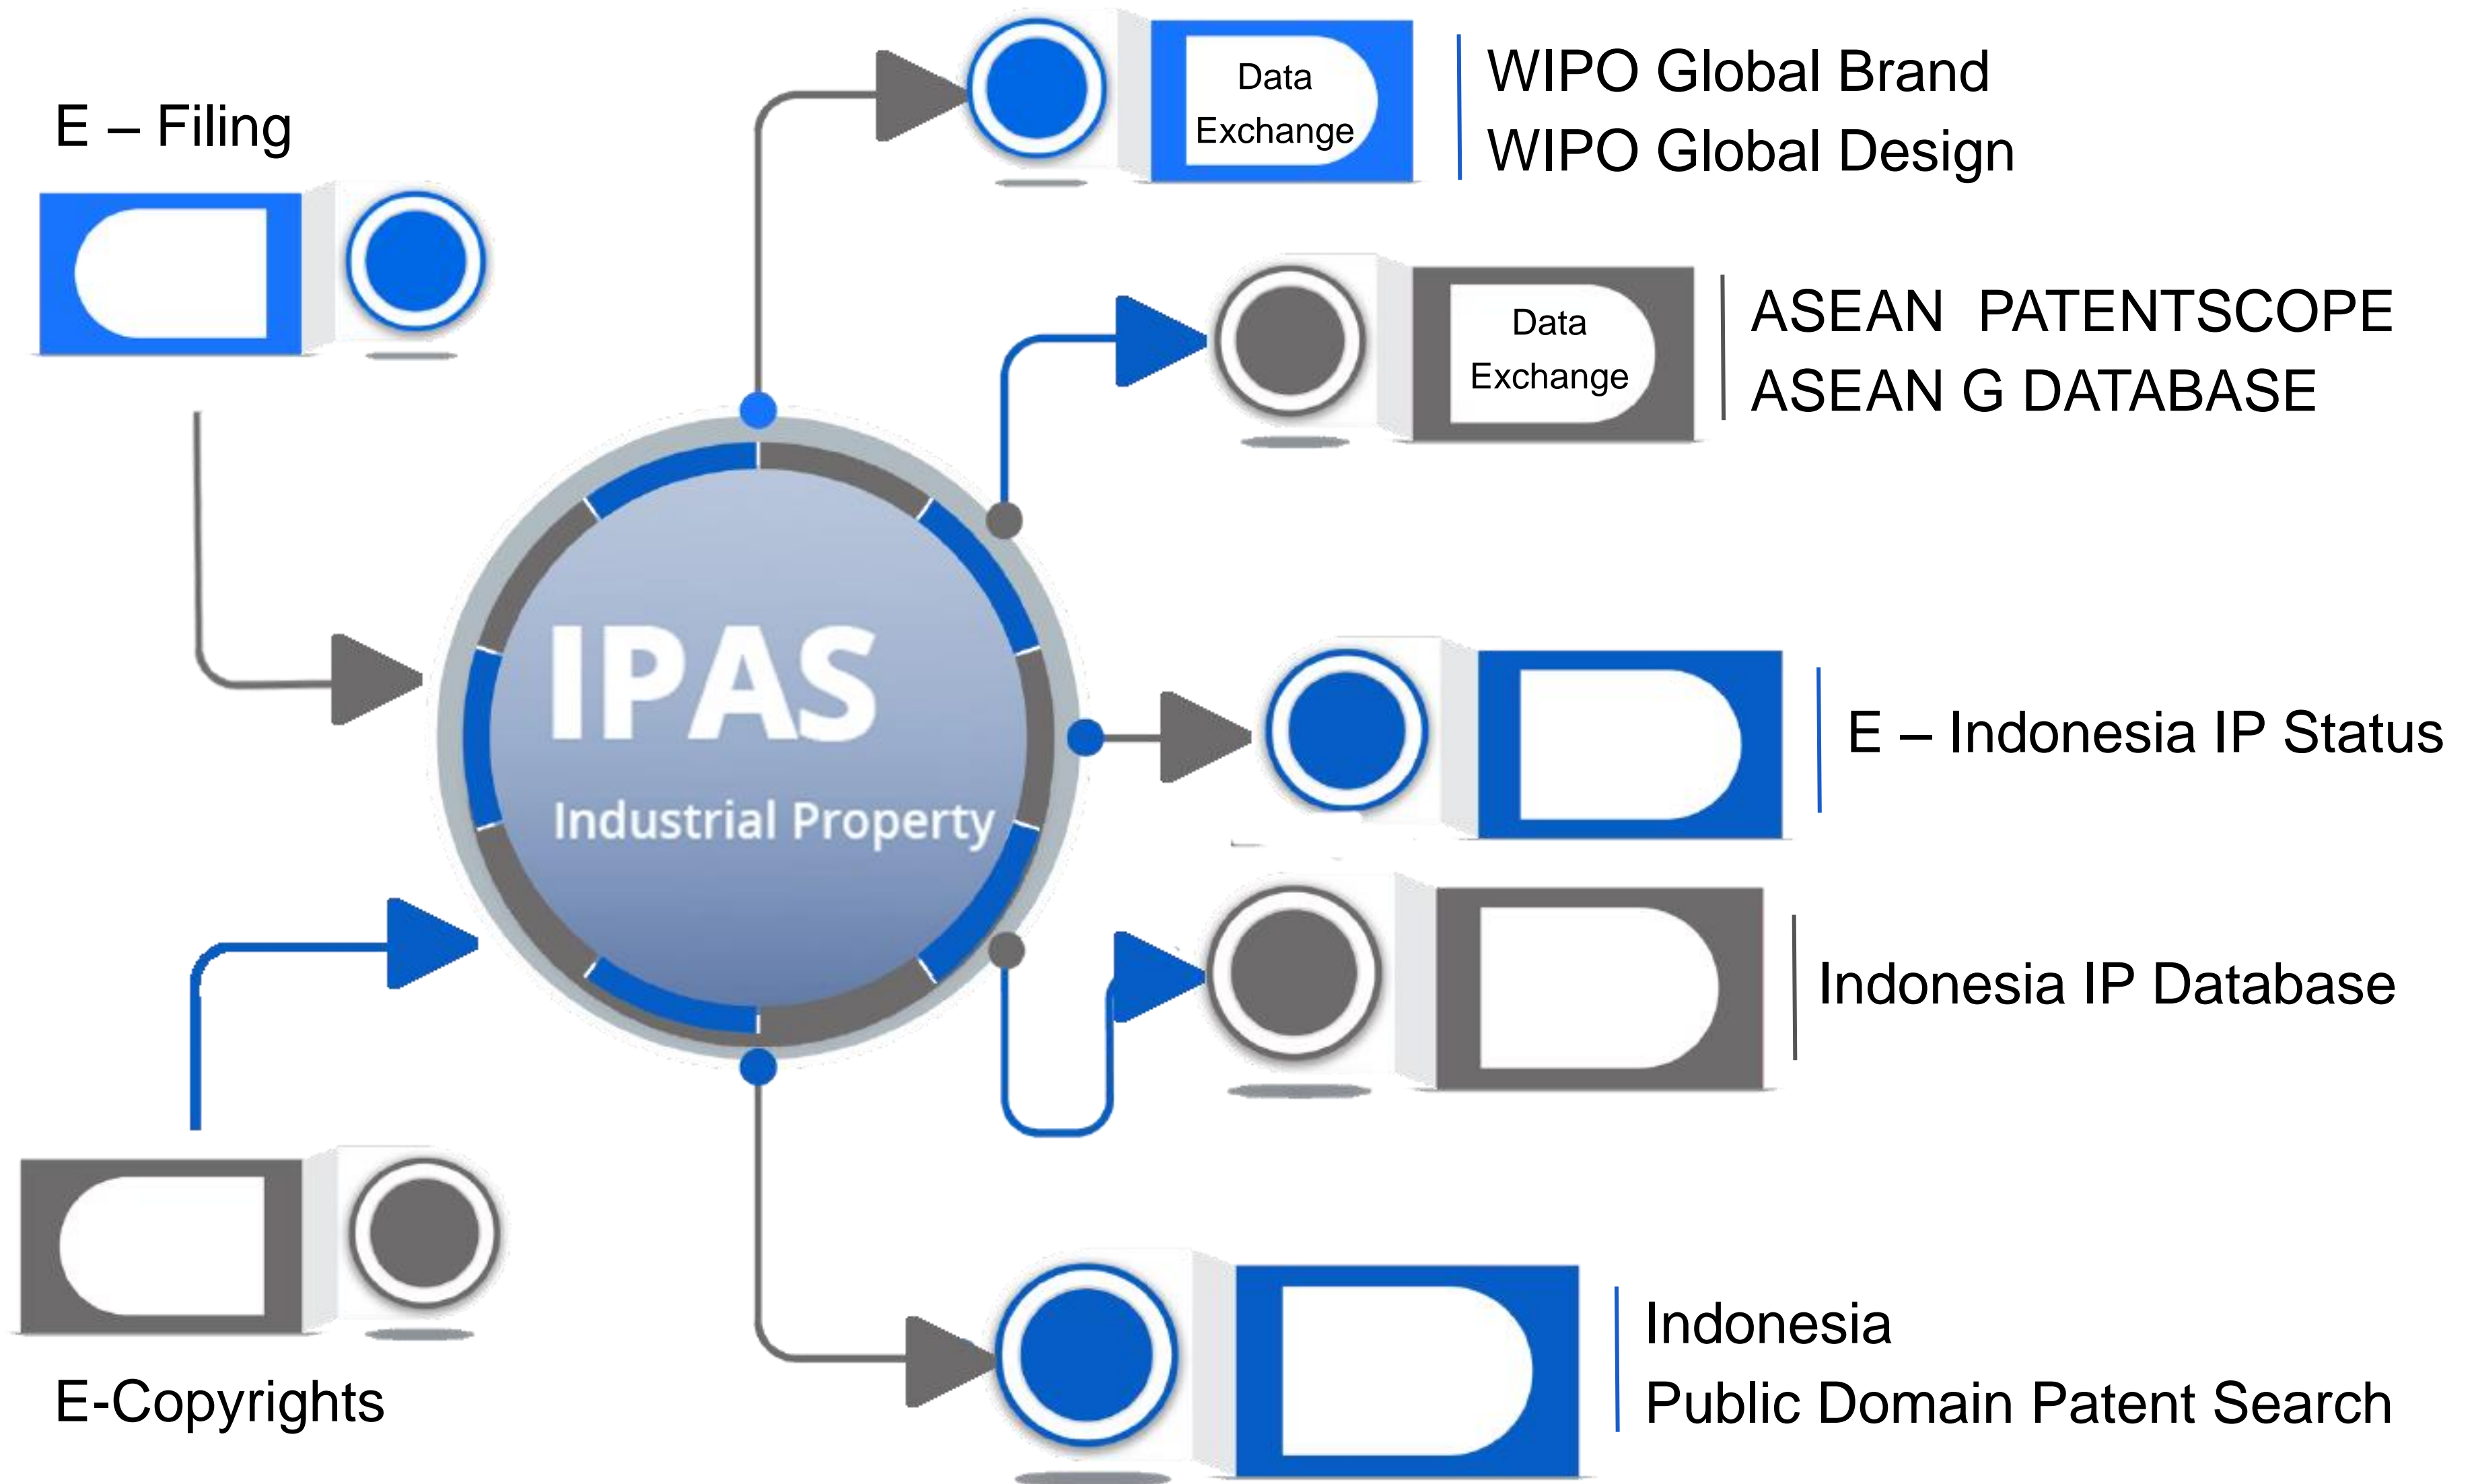 E – Filing
Data
Exchange
WIPO Global Brand
WIPO Global Design
Data
Exchange
ASEAN  PATENTSCOPE
ASEAN G DATABASE
IPAS
Industrial Property
E – Indonesia IP Status
Indonesia IP Database
E-Copyrights
Indonesia
Public Domain Patent Search